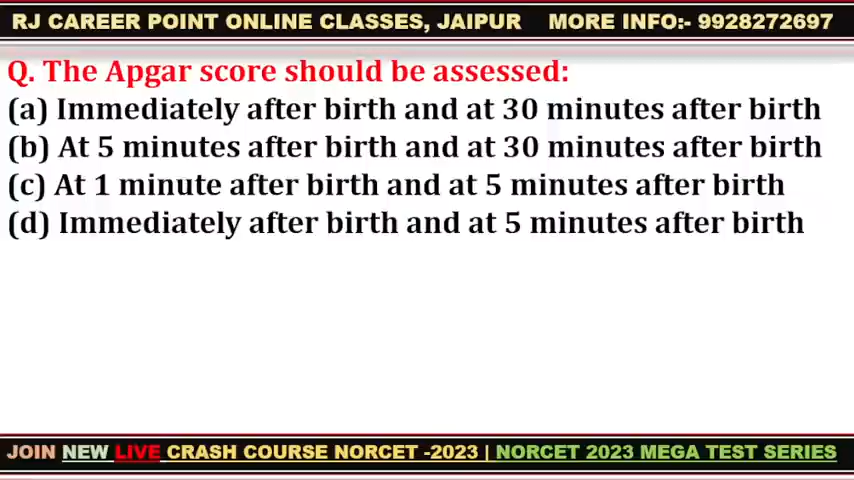 RJ CAREER POINT ONLINE CLASSES, JAIPUR MORE INFO:- 9928272697
Q. The Apgar score should be assessed:
(a) Immediately after birth and at 30 minutes after birth
(b) At 5 minutes after birth and at 30 minutes after birth
(c) At 1 minute after birth and at 5 minutes after birth
(d) Immediately after birth and at 5 minutes after birth
JOIN NEW LIVE CRASH COURSE NORCET -2023 | NORCET 2023 MEGA TEST SERIES